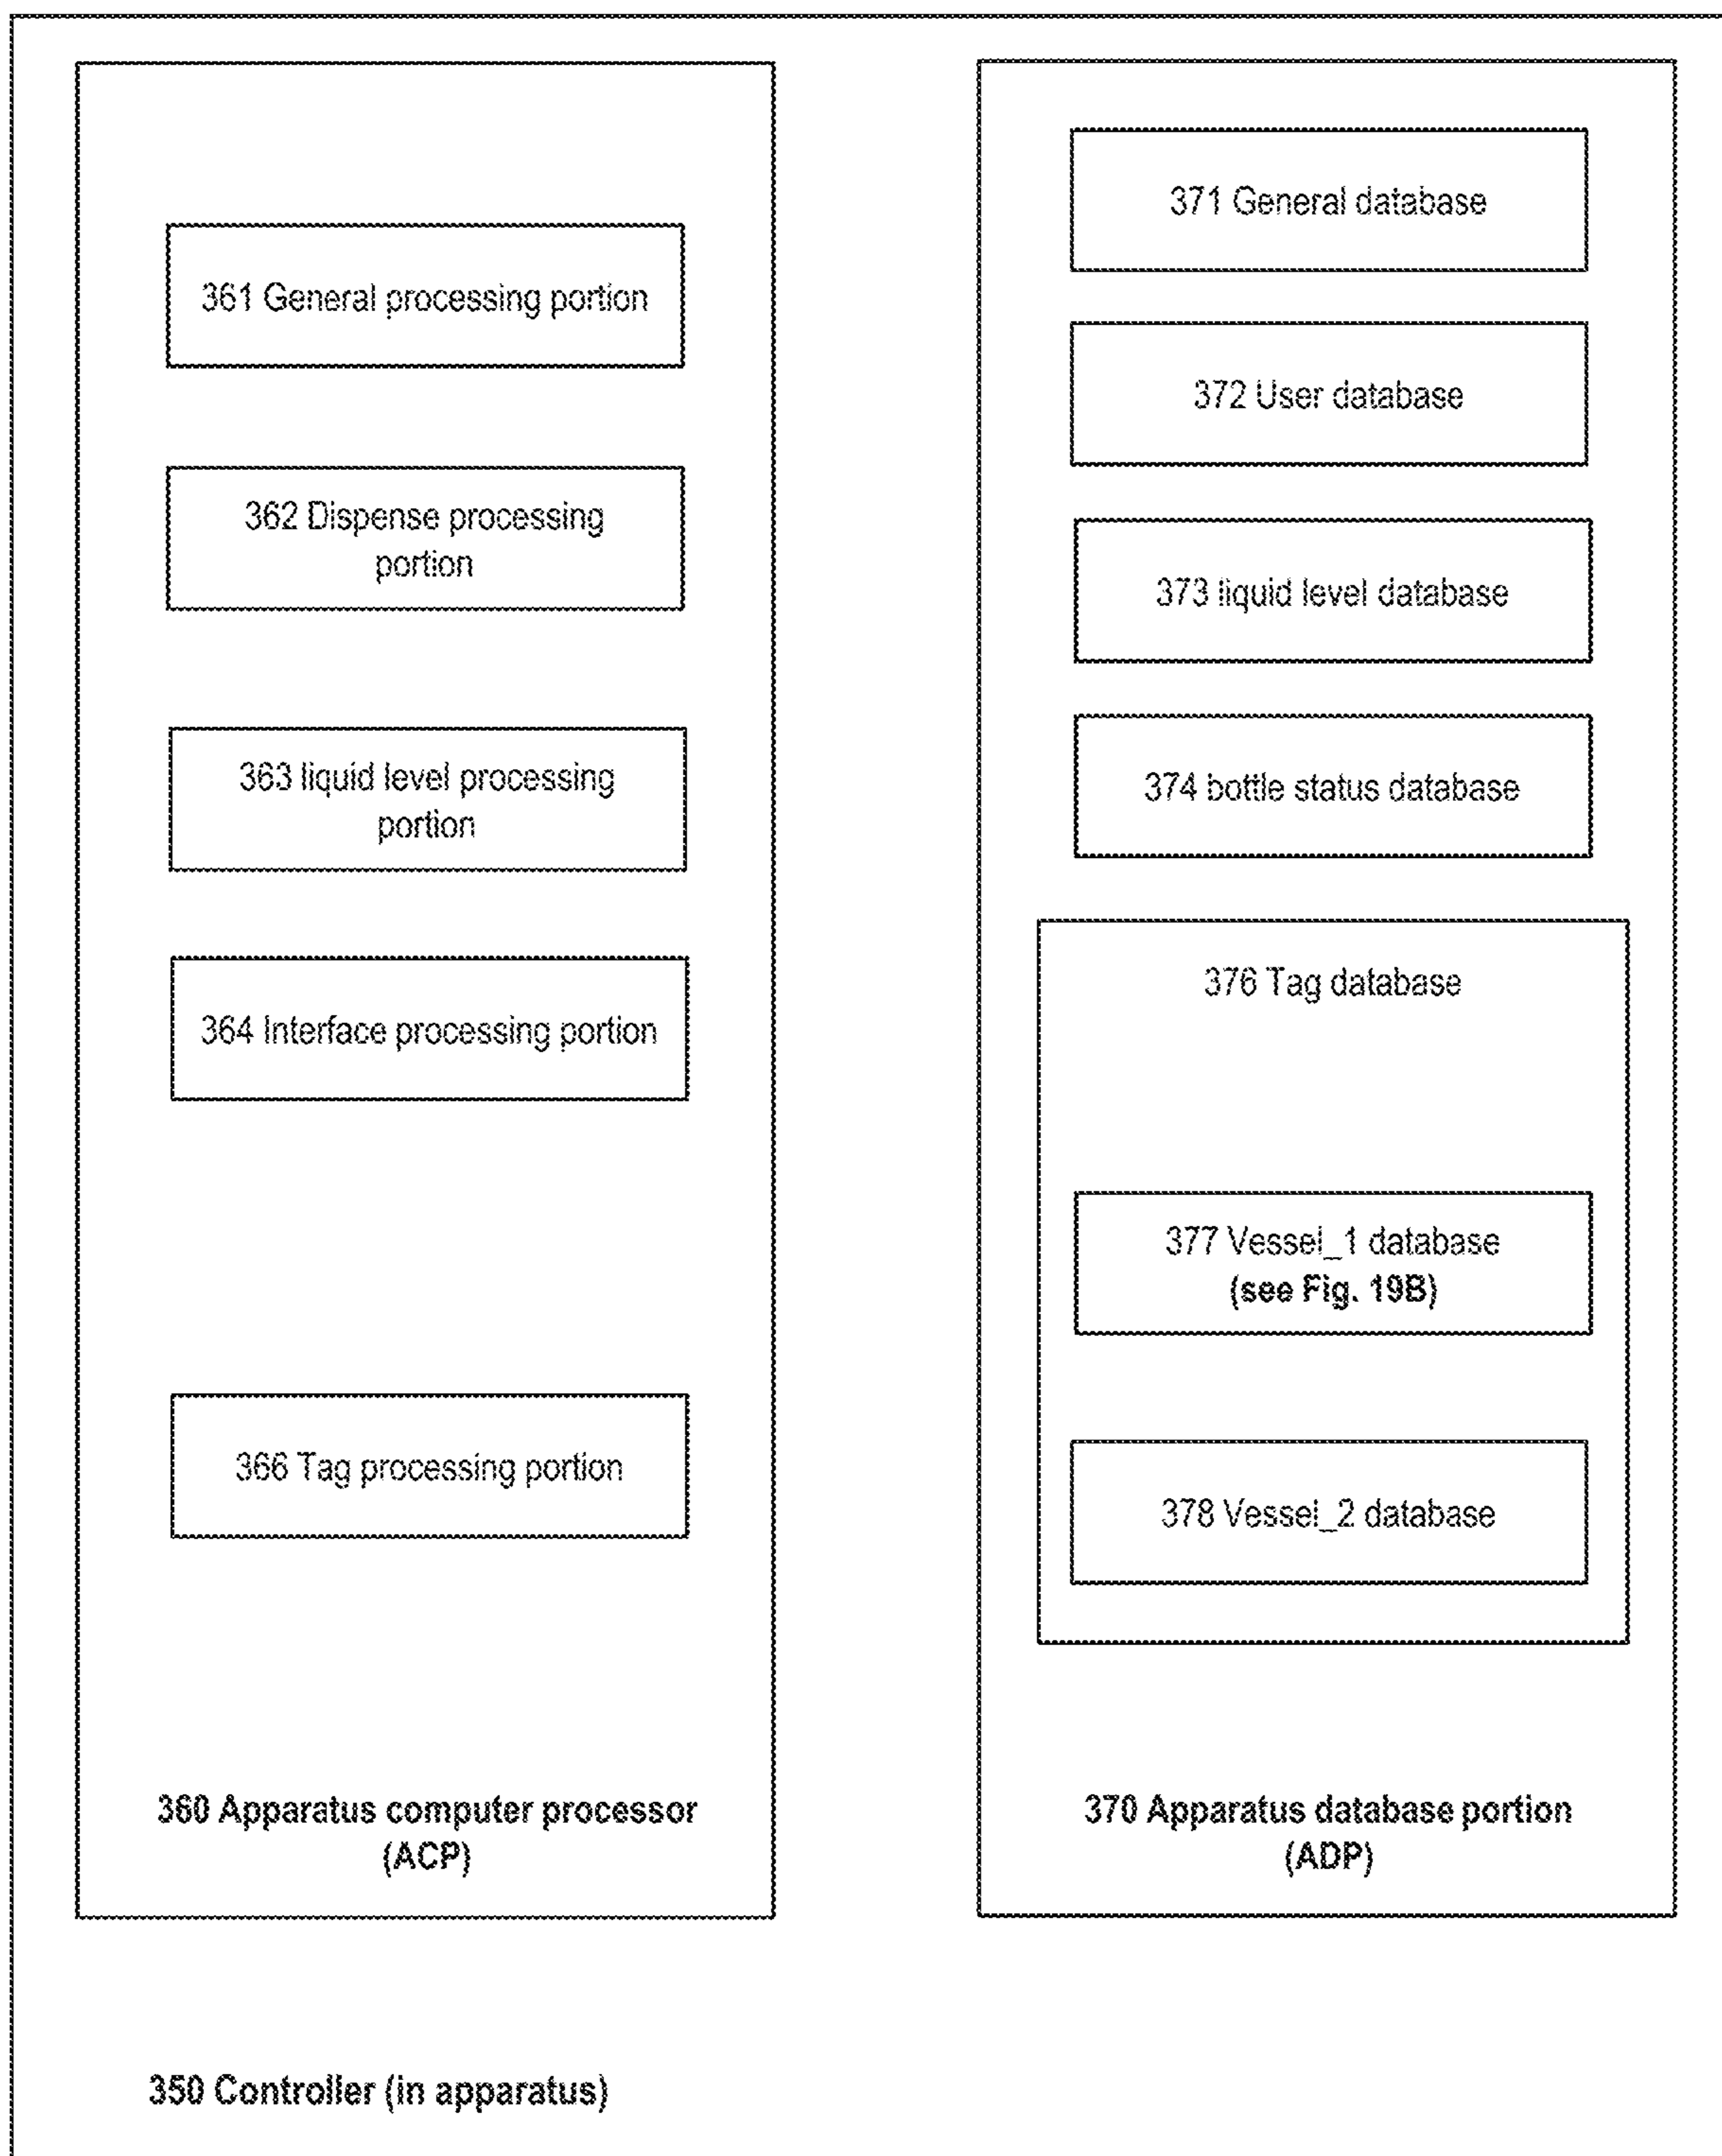 361 General processing portion
362 Dispense processing
portion
363 liquid level processing
portion
364 Interface processing portion
366 Tag processing portion
360 Apparatus computer processor
(ACP)
371 General database
372 User database
373 liquid level database
374 bottle status database
376 Tag database
377 Vessel_1 database
(see Fig. 19B)
378 Vessel_2 database
370 Apparatus database portion
(ADP)
350 Controller (in apparatus)